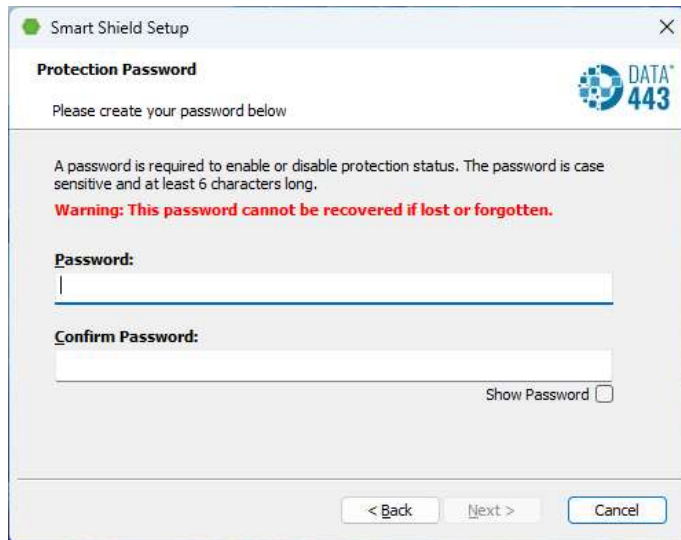 Smart Shield Setup
Protection Password
Please create your password below
DATA
443
A password is required to enable or disable protection status. The password is case
sensitive and at least 6 characters long.
Warning: This password cannot be recovered if lost or forgotten.
Password:
Confirm Password:
Show Password
< Back
Next >
Cancel